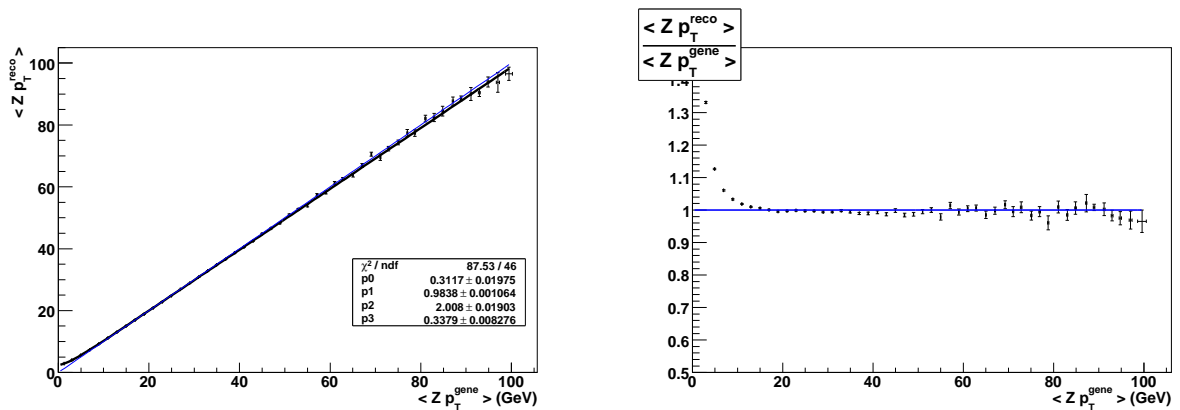 < Z p_T^reco >
100
80
60
40
20
0
0 20 40 60 80 100
< Z p_T^gene > (GeV)
χ² / ndf 87.53 / 46
p0 0.3117 ± 0.01975
p1 0.9838 ± 0.001064
p2 2.008 ± 0.01903
p3 0.3379 ± 0.008276
< Z p_T^reco >
< Z p_T^gene >
1.4
1.3
1.2
1.1
1
0.9
0.8
0.7
0.6
0.5
0 20 40 60 80 100
< Z p_T^gene > (GeV)